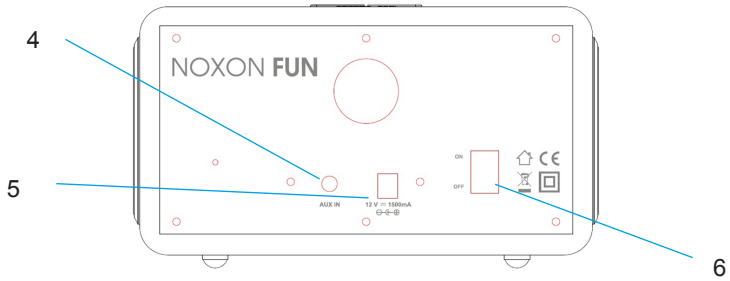 4
NOXON FUN
5
ON
OFF
CE
AUX IN
12 V ⎓ 1500mA
6